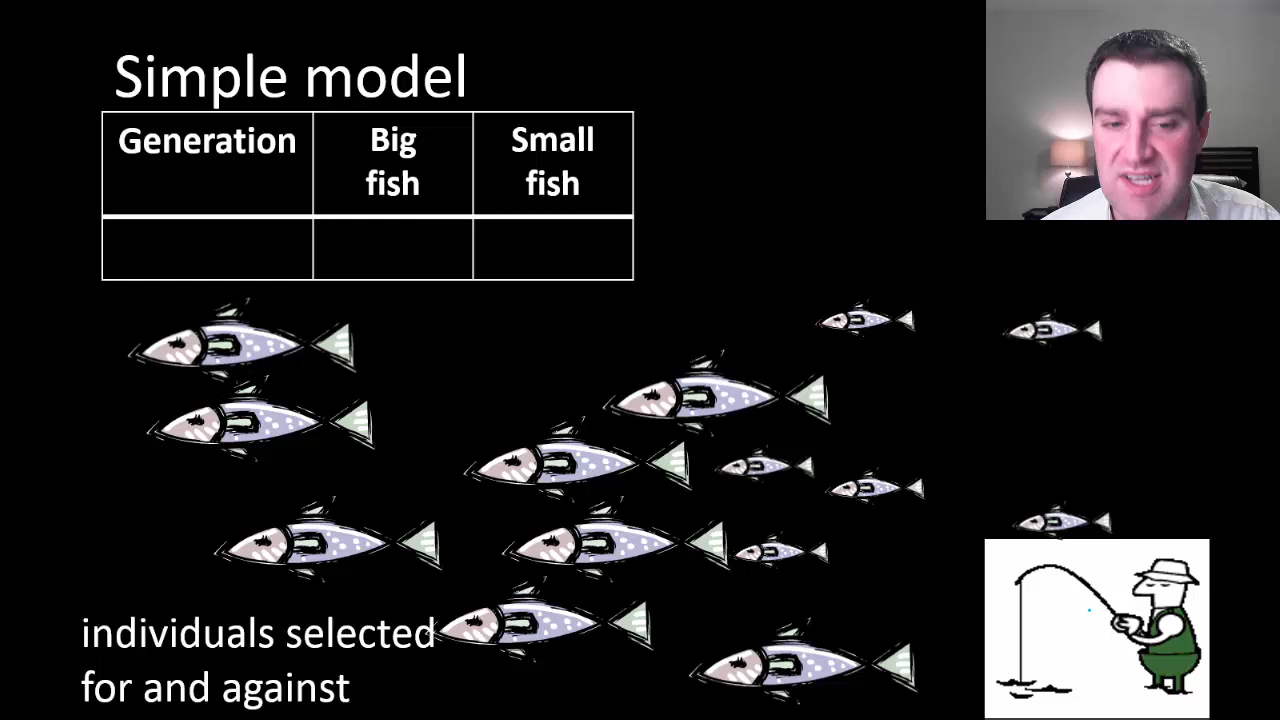 Simple model
Generation Big Small
fish fish
individuals selected
for and against